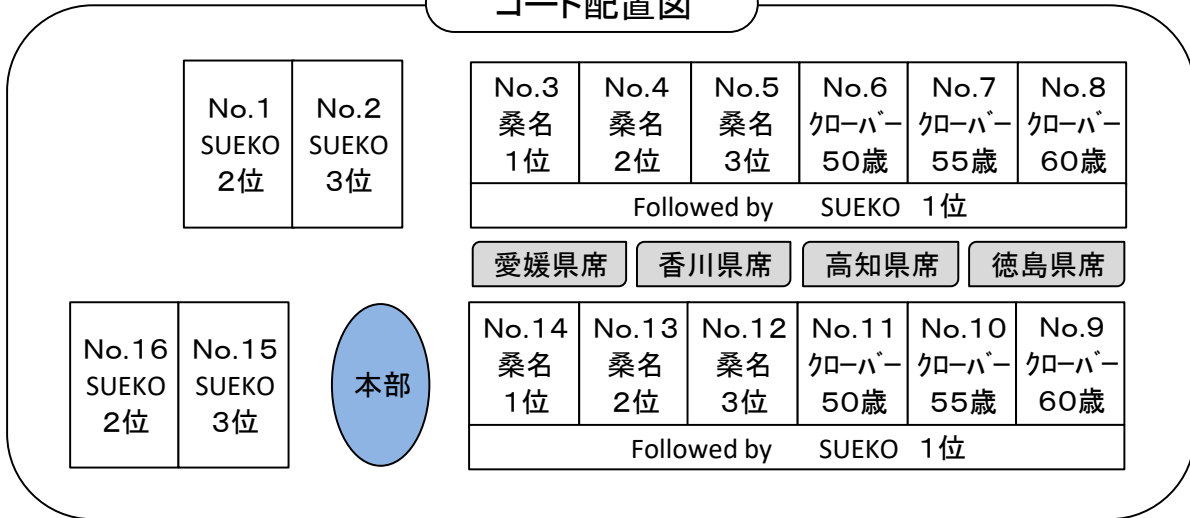 コート配置図
No.1
SUEKO
2位
No.2
SUEKO
3位
No.3
桑名
1位
No.4
桑名
2位
No.5
桑名
3位
No.6
クローバー
50歳
No.7
クローバー
55歳
No.8
クローバー
60歳
Followed by SUEKO 1位
愛媛県席
香川県席
高知県席
徳島県席
No.16
SUEKO
2位
No.15
SUEKO
3位
本部
No.14
桑名
1位
No.13
桑名
2位
No.12
桑名
3位
No.11
クローバー
50歳
No.10
クローバー
55歳
No.9
クローバー
60歳
Followed by SUEKO 1位